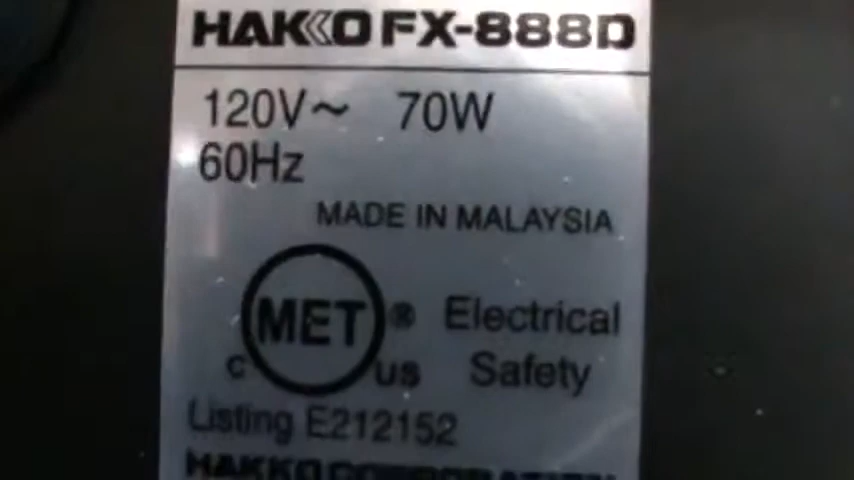 HAKKO FX-888D
120V~ 70W
60Hz
MADE IN MALAYSIA
MET® Electrical
C US Safety
Listing E212152
HAKKO CORPORATION